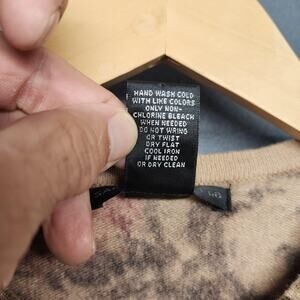 HAND WASH COLD
WITH LIKE COLORS
ONLY NON-
CHLORINE BLEACH
WHEN NEEDED
DO NOT WRING
OR TWIST
DRY FLAT
COOL IRON
IF NEEDED
OR DRY CLEAN